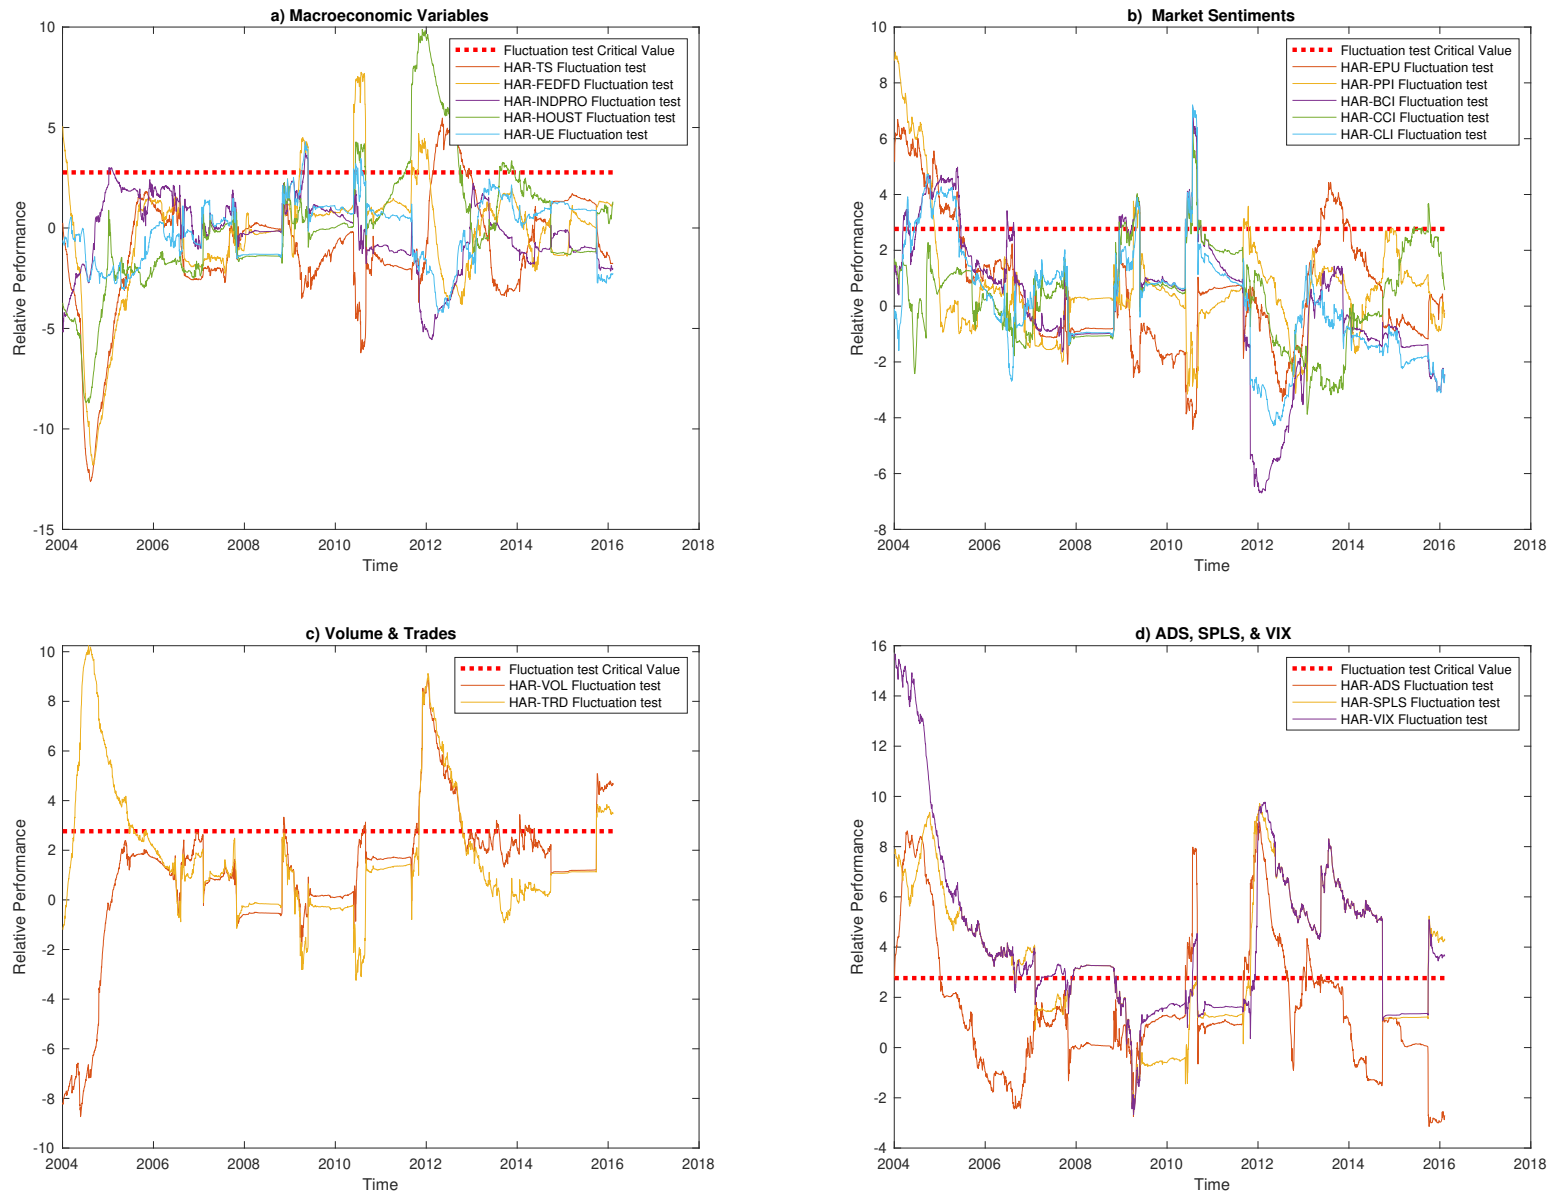 a) Macroeconomic Variables
10
5
0
-5
-10
-15
Relative Performance
2004 2006 2008 2010 2012 2014 2016 2018
Time
Fluctuation test Critical Value
HAR-TS Fluctuation test
HAR-FEDFD Fluctuation test
HAR-INDPRO Fluctuation test
HAR-HOUST Fluctuation test
HAR-UE Fluctuation test
b) Market Sentiments
10
8
6
4
2
0
-2
-4
-6
-8
Relative Performance
2004 2006 2008 2010 2012 2014 2016 2018
Time
Fluctuation test Critical Value
HAR-EPU Fluctuation test
HAR-PPI Fluctuation test
HAR-BCI Fluctuation test
HAR-CCI Fluctuation test
HAR-CLI Fluctuation test
c) Volume & Trades
10
8
6
4
2
0
-2
-4
-6
-8
-10
Relative Performance
2004 2006 2008 2010 2012 2014 2016 2018
Time
Fluctuation test Critical Value
HAR-VOL Fluctuation test
HAR-TRD Fluctuation test
d) ADS, SPLS, & VIX
16
14
12
10
8
6
4
2
0
-2
-4
Relative Performance
2004 2006 2008 2010 2012 2014 2016 2018
Time
Fluctuation test Critical Value
HAR-ADS Fluctuation test
HAR-SPLS Fluctuation test
HAR-VIX Fluctuation test